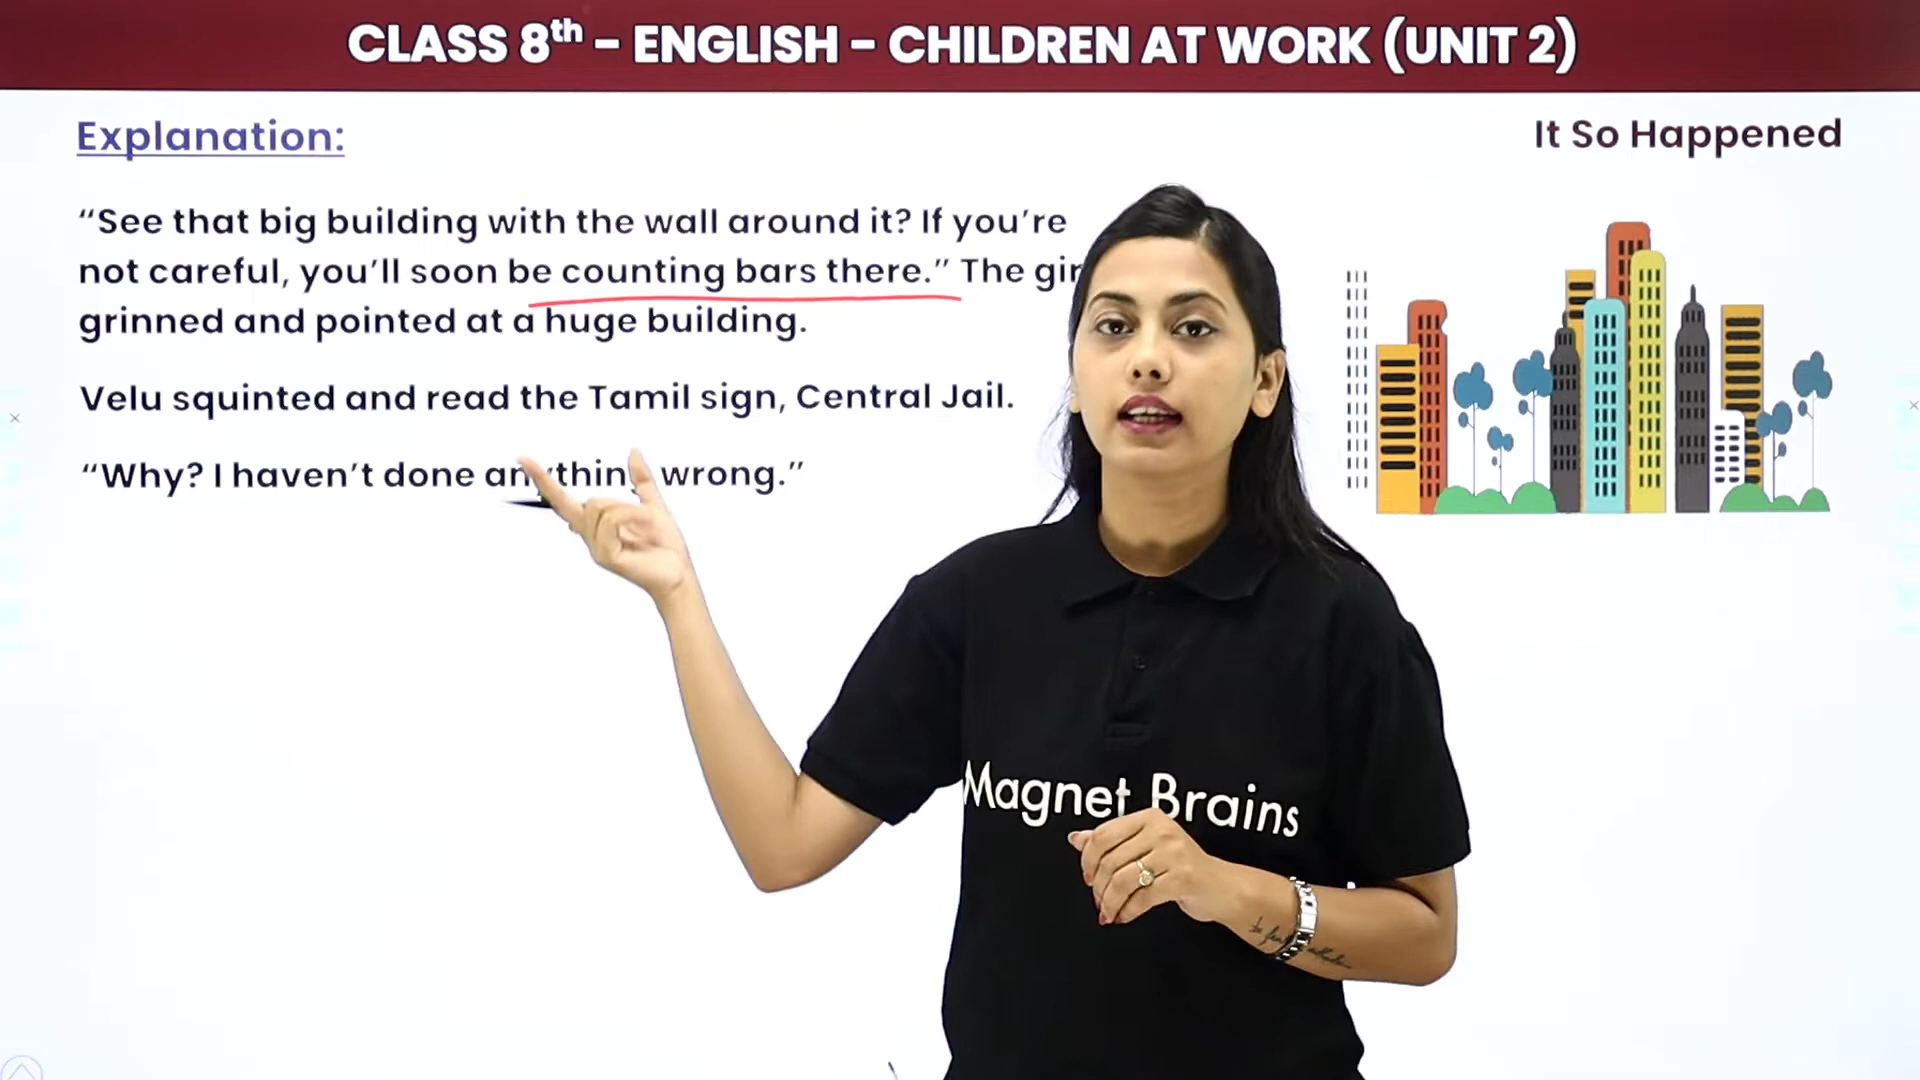 CLASS 8th – ENGLISH – CHILDREN AT WORK (UNIT 2)
Explanation:
It So Happened
“See that big building with the wall around it? If you’re
not careful, you’ll soon be counting bars there.” The
grinned and pointed at a huge building.
Velu squinted and read the Tamil sign, Central Jail.
“Why? I haven’t done anything wrong.”
Magnet Brains